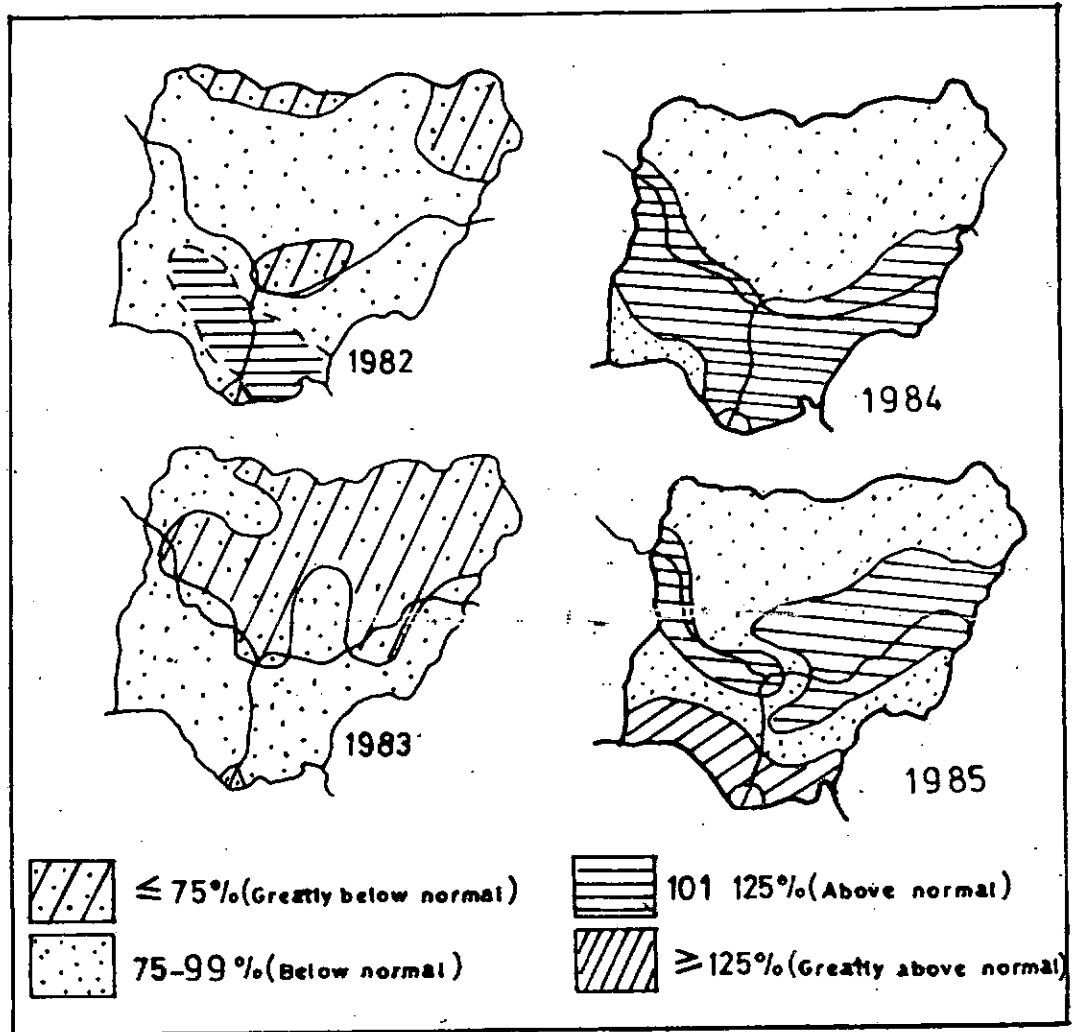 1982
1984
1983
1985
≤ 75% (Greatly below normal)
75-99% (Below normal)
101 125% (Above normal)
≥ 125% (Greatly above normal)